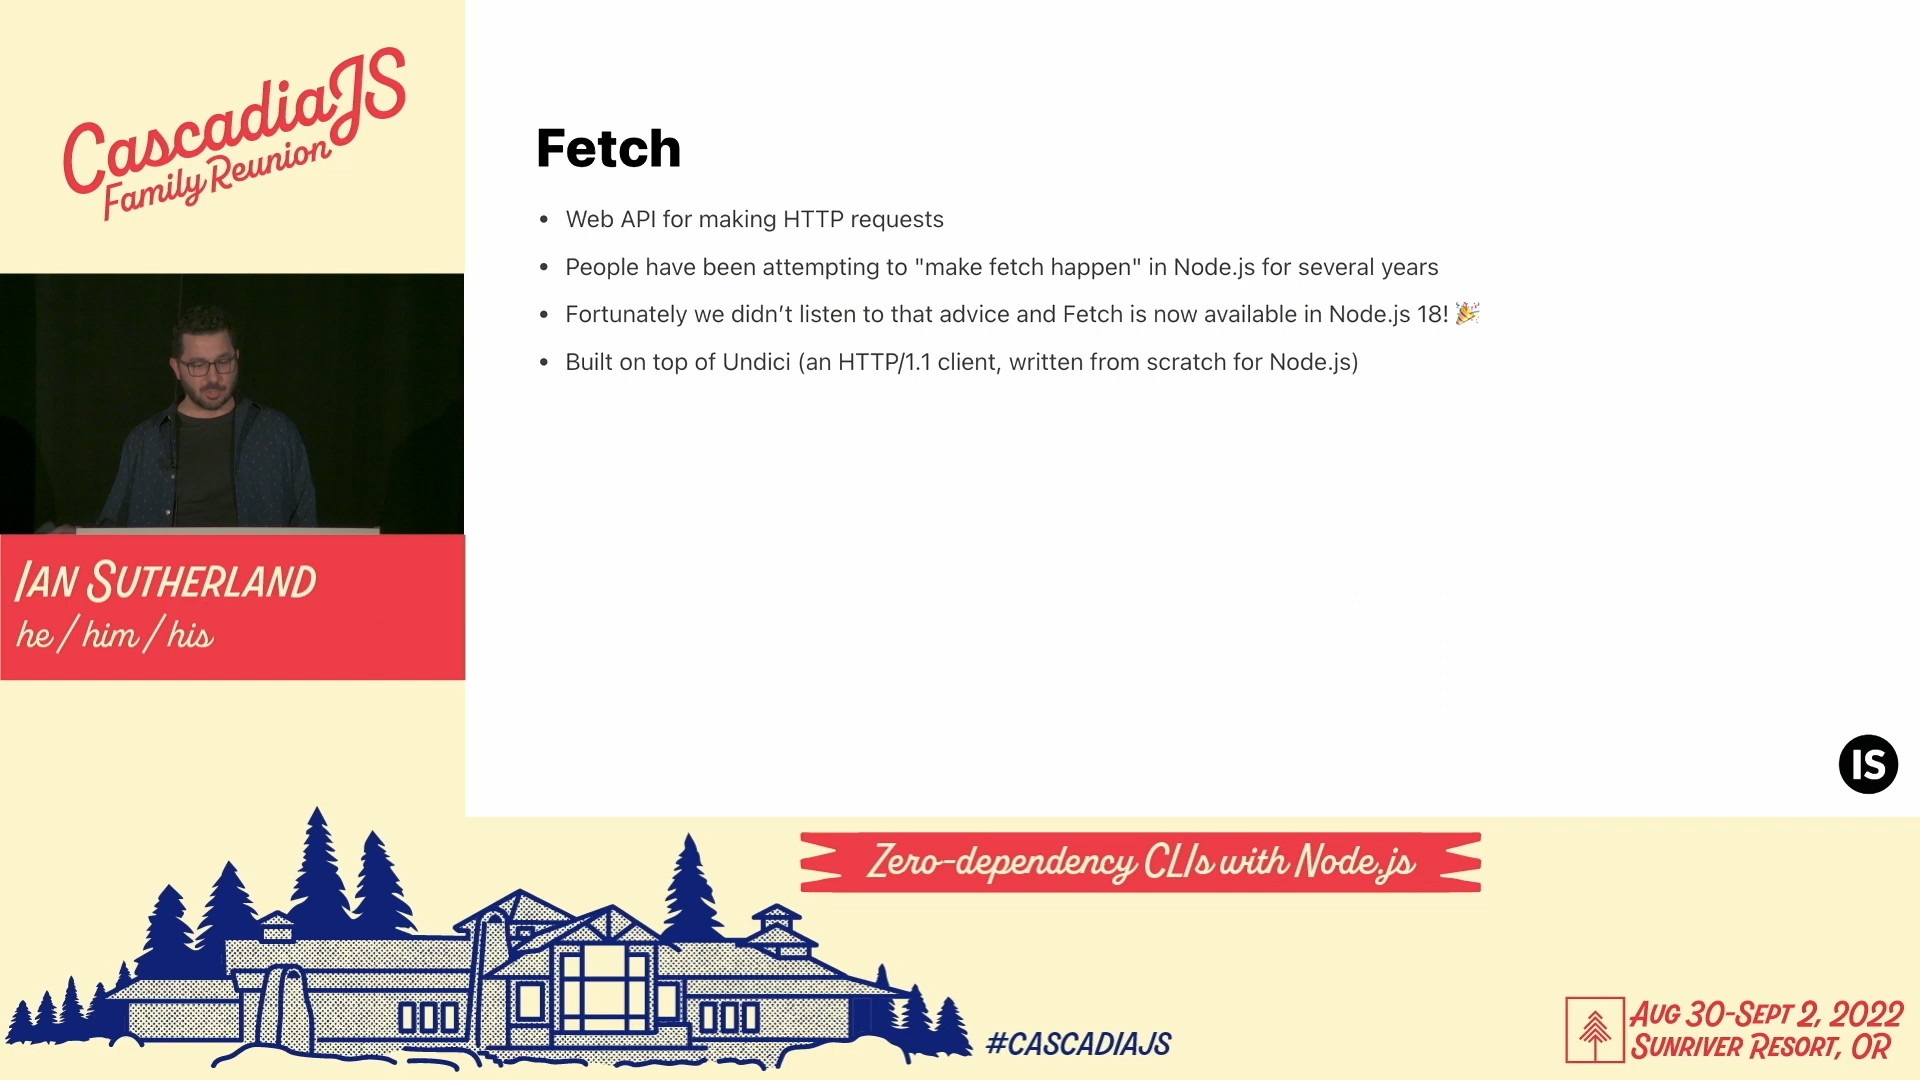 CascadiaJS
Family Reunion
Fetch
• Web API for making HTTP requests
• People have been attempting to "make fetch happen" in Node.js for several years
• Fortunately we didn’t listen to that advice and Fetch is now available in Node.js 18! 🎉
• Built on top of Undici (an HTTP/1.1 client, written from scratch for Node.js)
IAN SUTHERLAND
he / him / his
IS
Zero-dependency CLIs with Node.js
#CASCADIAJS
AUG 30-SEPT 2, 2022
SUNRIVER RESORT, OR